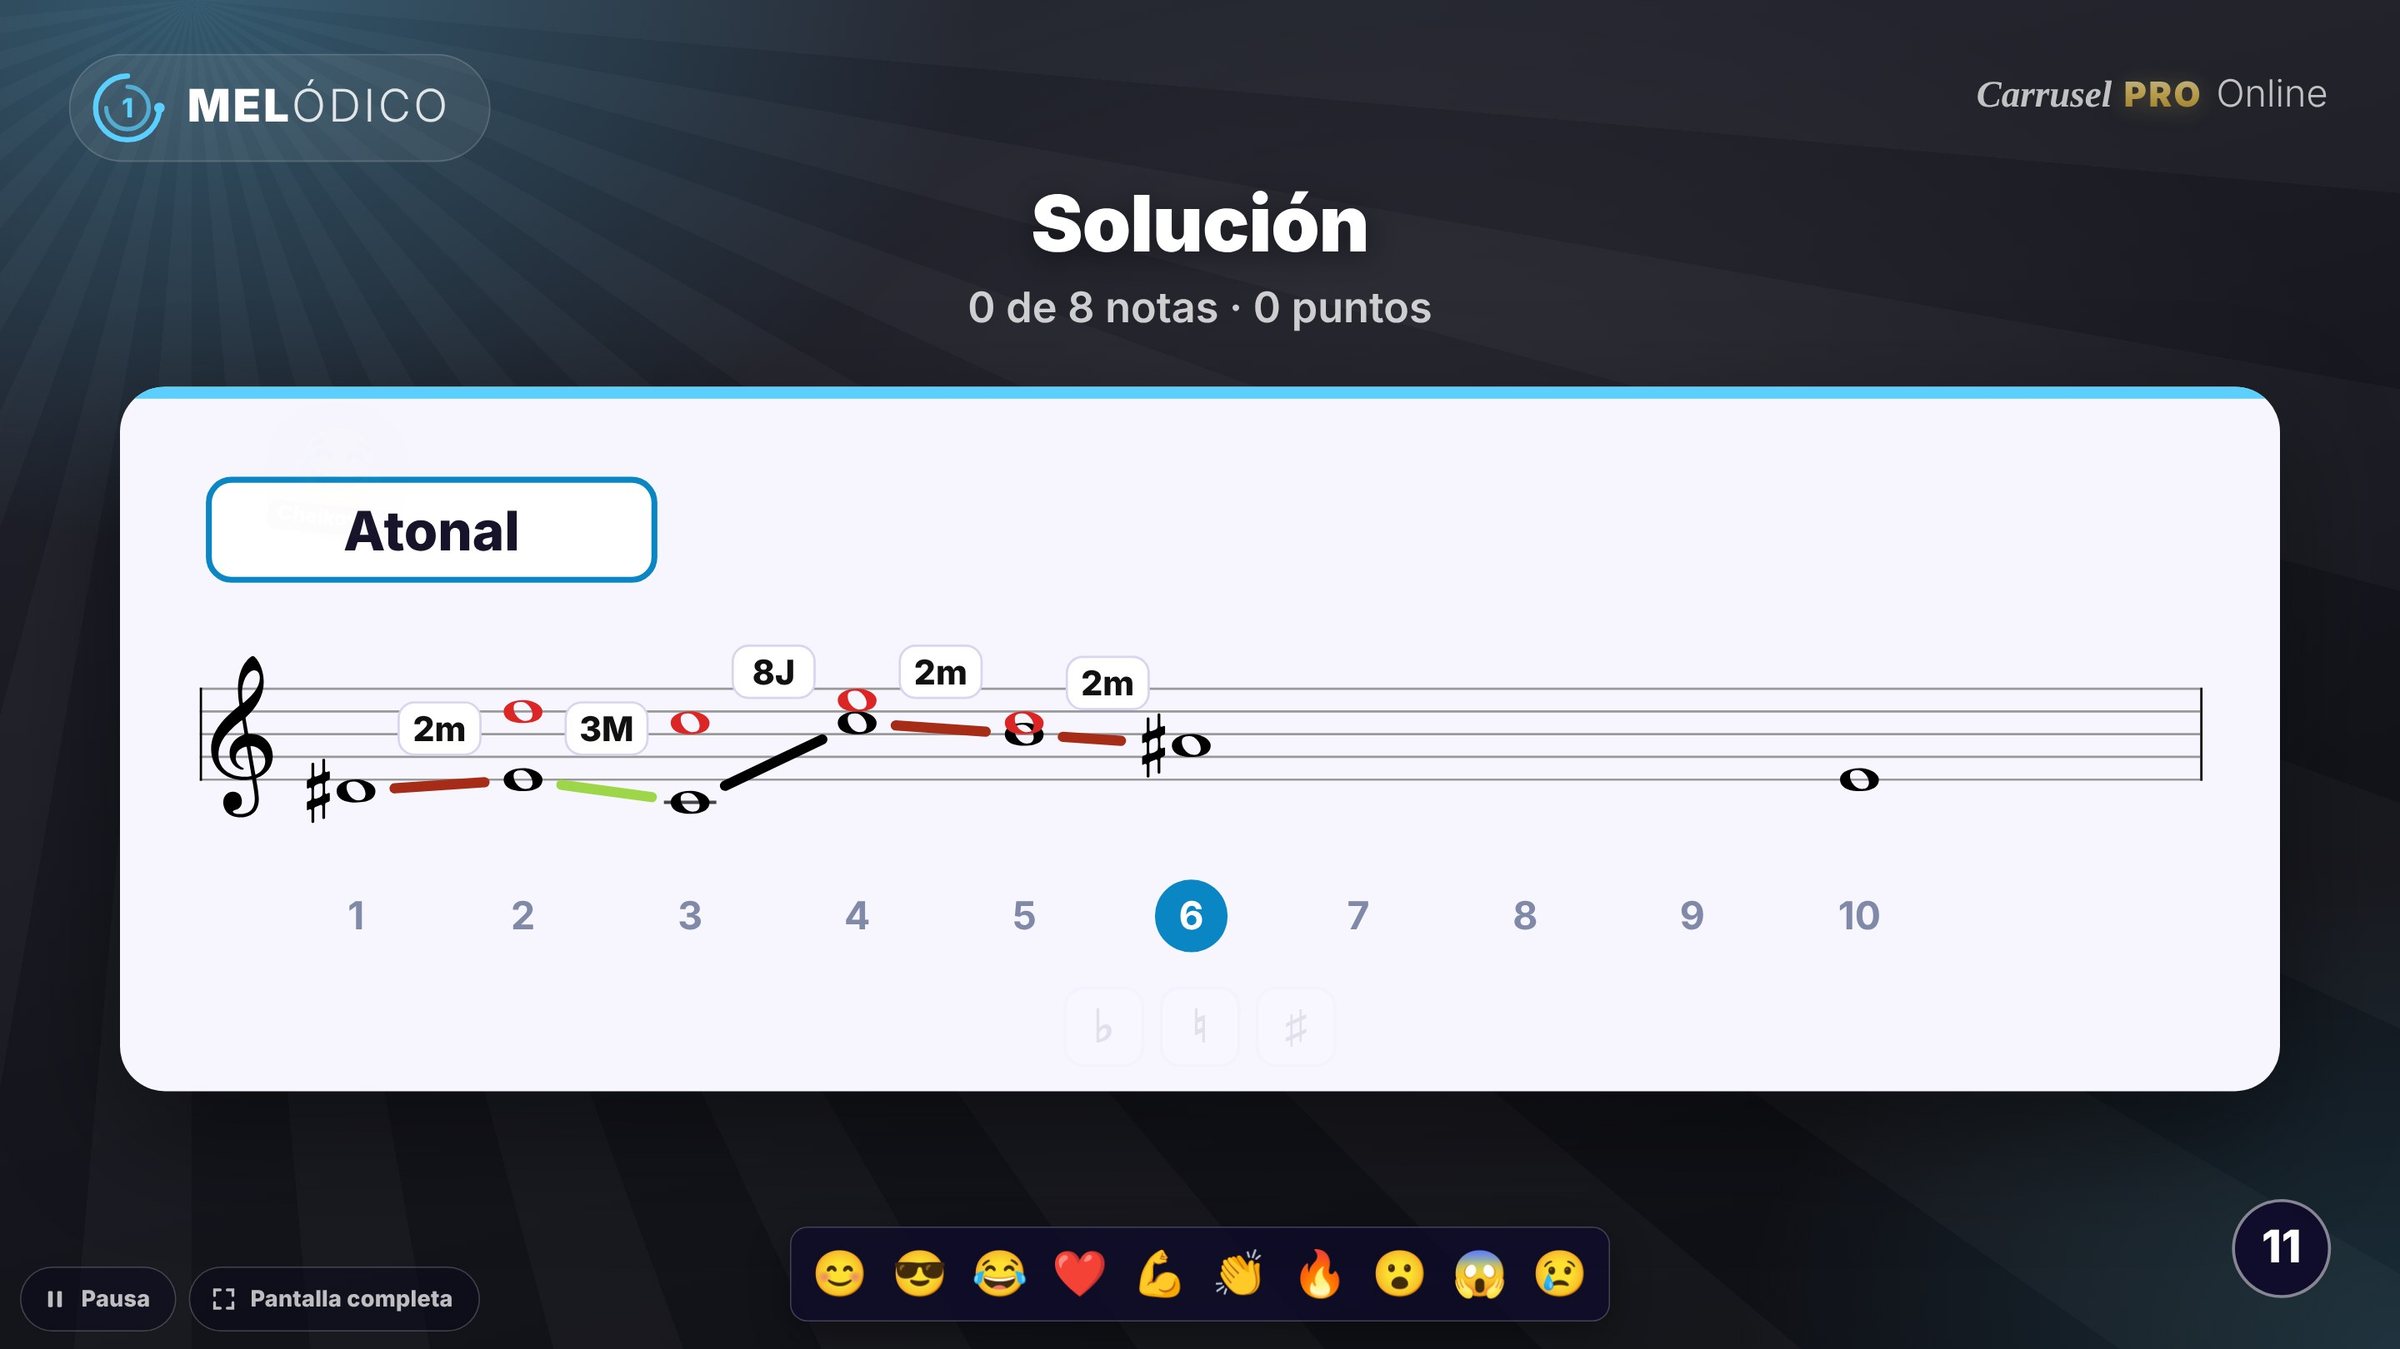 1 MELÓDICO
Carrusel PRO Online
Solución
0 de 8 notas · 0 puntos
Atonal
2m 3M 8J 2m 2m
1 2 3 4 5 6 7 8 9 10
♭ ♮ ♯
11
Pausa
Pantalla completa